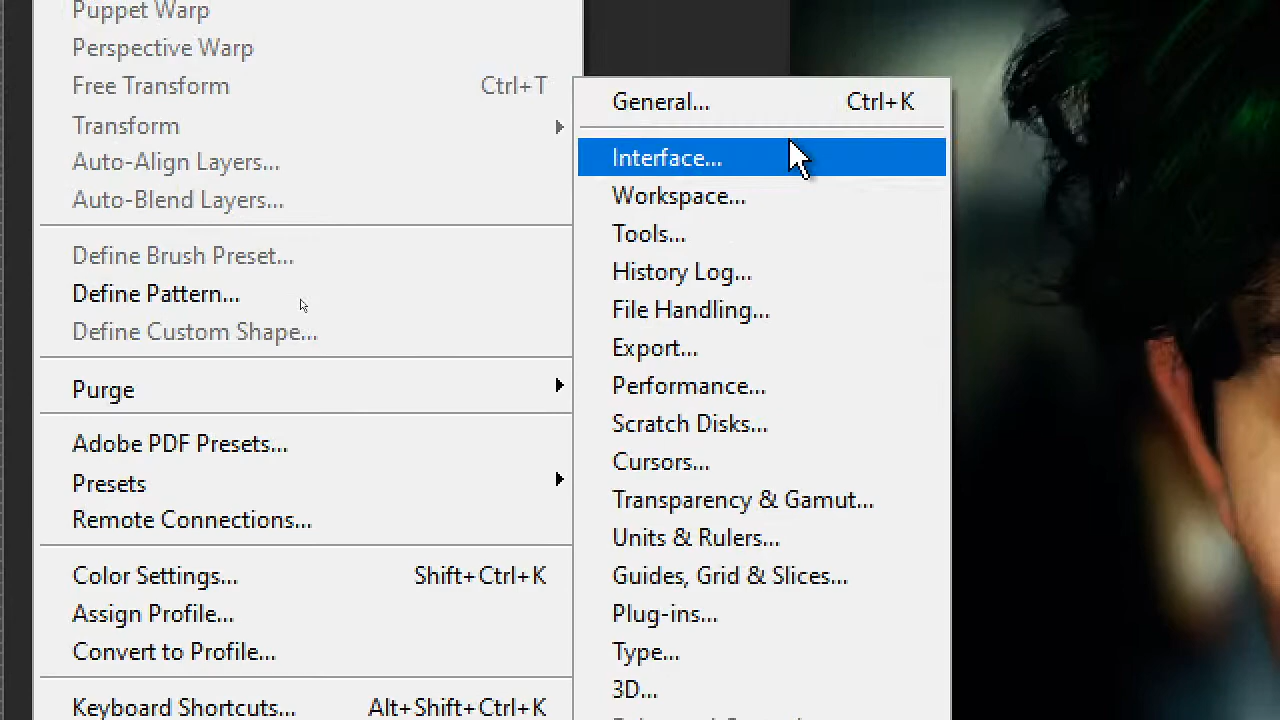 Puppet Warp
Perspective Warp
Free Transform Ctrl+T
Transform
Auto-Align Layers...
Auto-Blend Layers...
Define Brush Preset...
Define Pattern...
Define Custom Shape...
Purge
Adobe PDF Presets...
Presets
Remote Connections...
Color Settings... Shift+Ctrl+K
Assign Profile...
Convert to Profile...
Keyboard Shortcuts... Alt+Shift+Ctrl+K
General... Ctrl+K
Interface...
Workspace...
Tools...
History Log...
File Handling...
Export...
Performance...
Scratch Disks...
Cursors...
Transparency & Gamut...
Units & Rulers...
Guides, Grid & Slices...
Plug-ins...
Type...
3D...